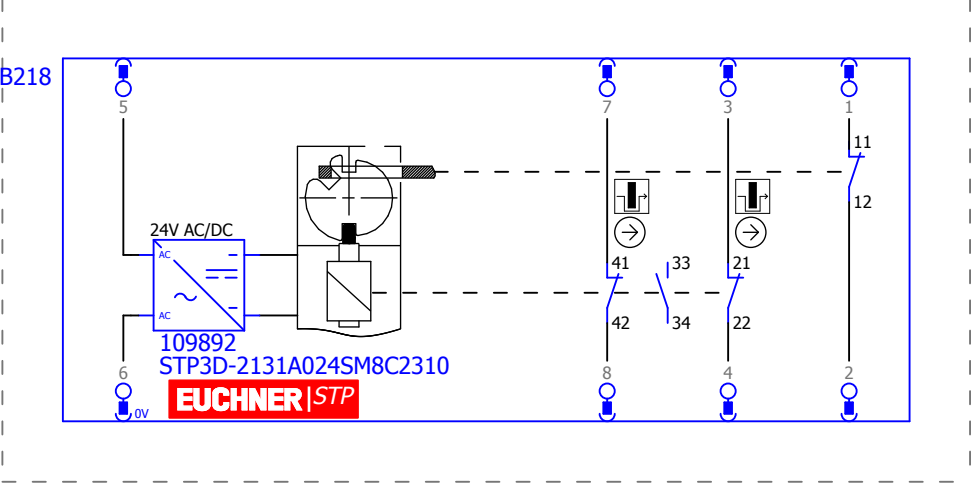 B218
5
7
3
1
11
12
24V AC/DC
AC
AC
41
33
21
42
34
22
109892
STP3D-2131A024SM8C2310
EUCHNER|STP
6
0V
8
4
2